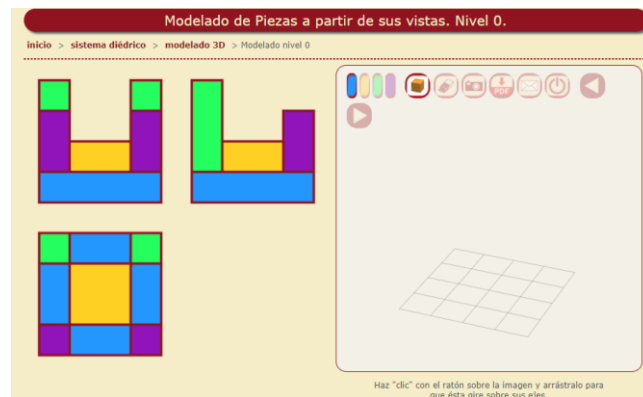 Modelado de Piezas a partir de sus vistas. Nivel 0.
inicio > sistema diédrico > modelado 3D > Modelado nivel 0
PDF
Haz "clic" con el ratón sobre la imagen y arrástralo para
que ésta gire sobre sus ejes.